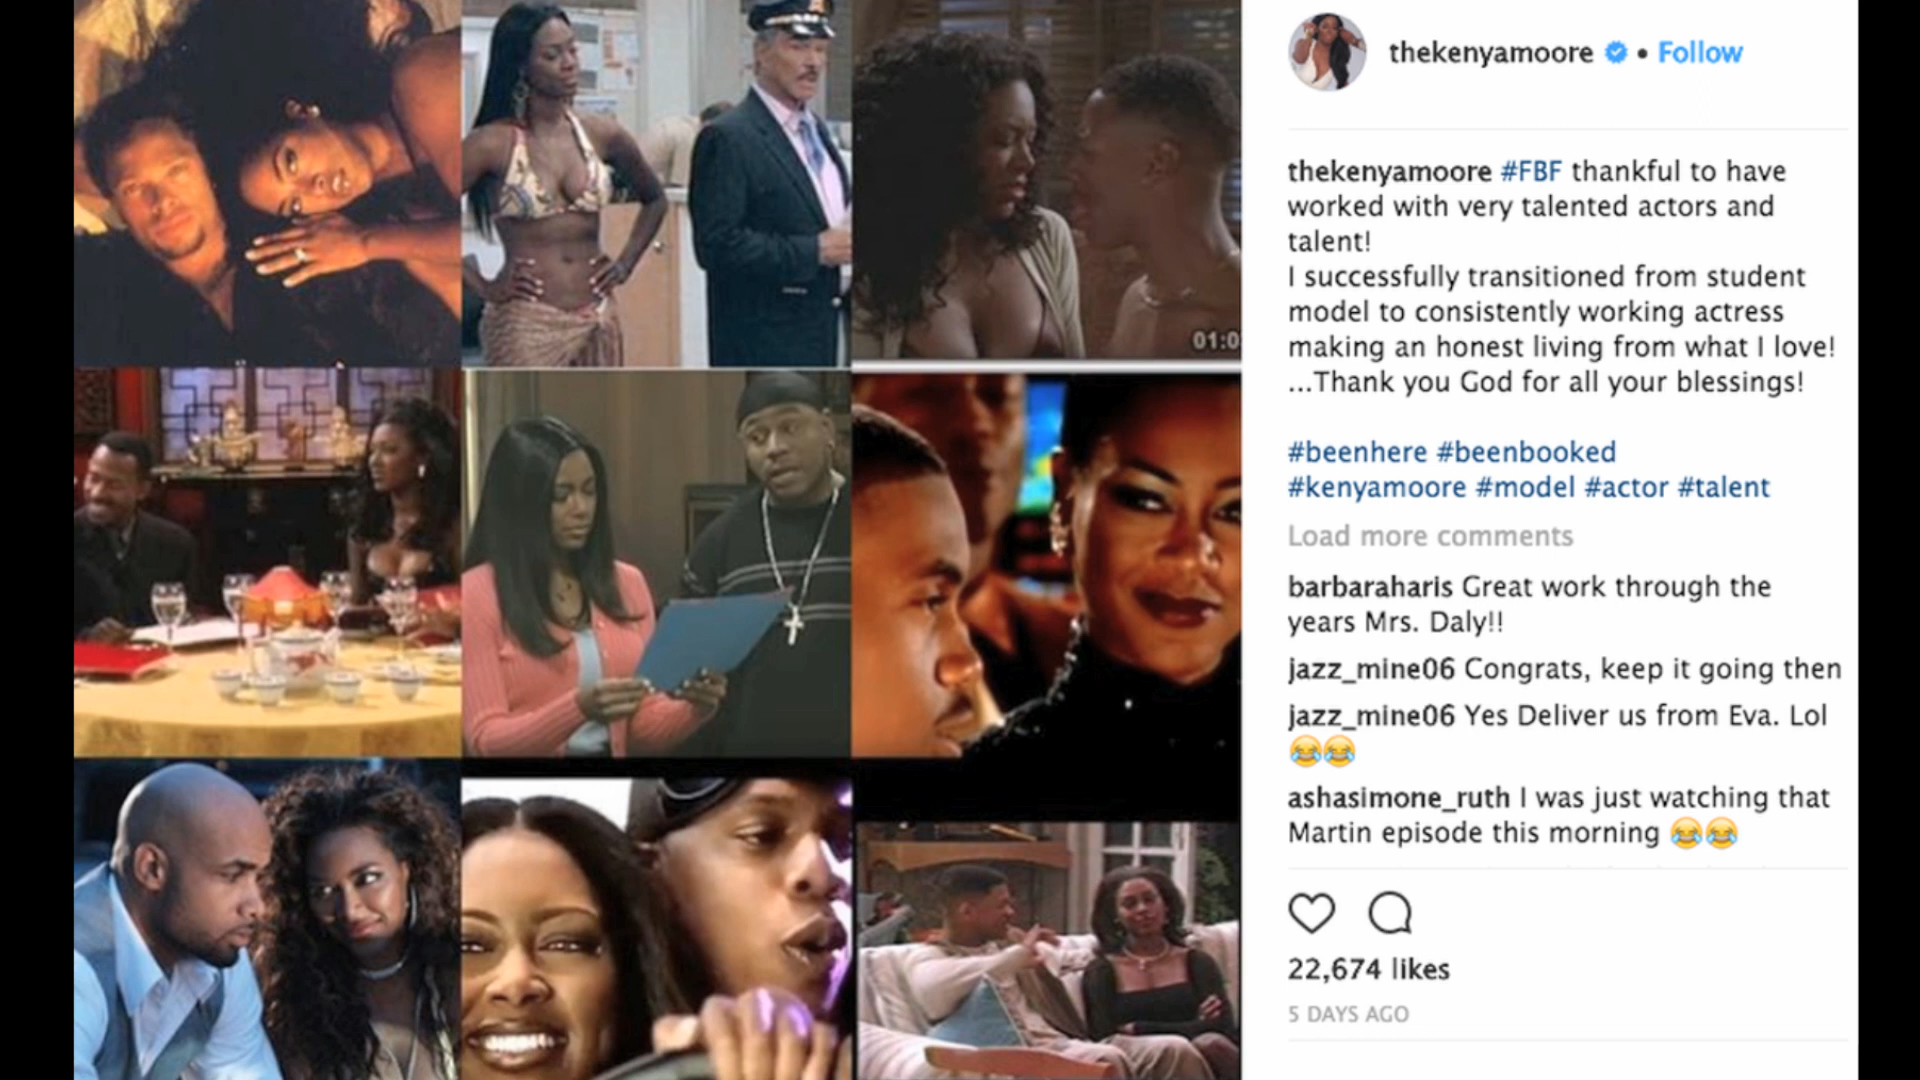 thekenyamoore • Follow
thekenyamoore #FBF thankful to have
worked with very talented actors and
talent!
I successfully transitioned from student
model to consistently working actress
making an honest living from what I love!
...Thank you God for all your blessings!
#beenhere #beenbooked
#kenyamoore #model #actor #talent
Load more comments
barbaraharis Great work through the
years Mrs. Daly!!
jazz_mine06 Congrats, keep it going then
jazz_mine06 Yes Deliver us from Eva. Lol
😂😂
ashasimone_ruth I was just watching that
Martin episode this morning 😂😂
22,674 likes
5 DAYS AGO
01:0